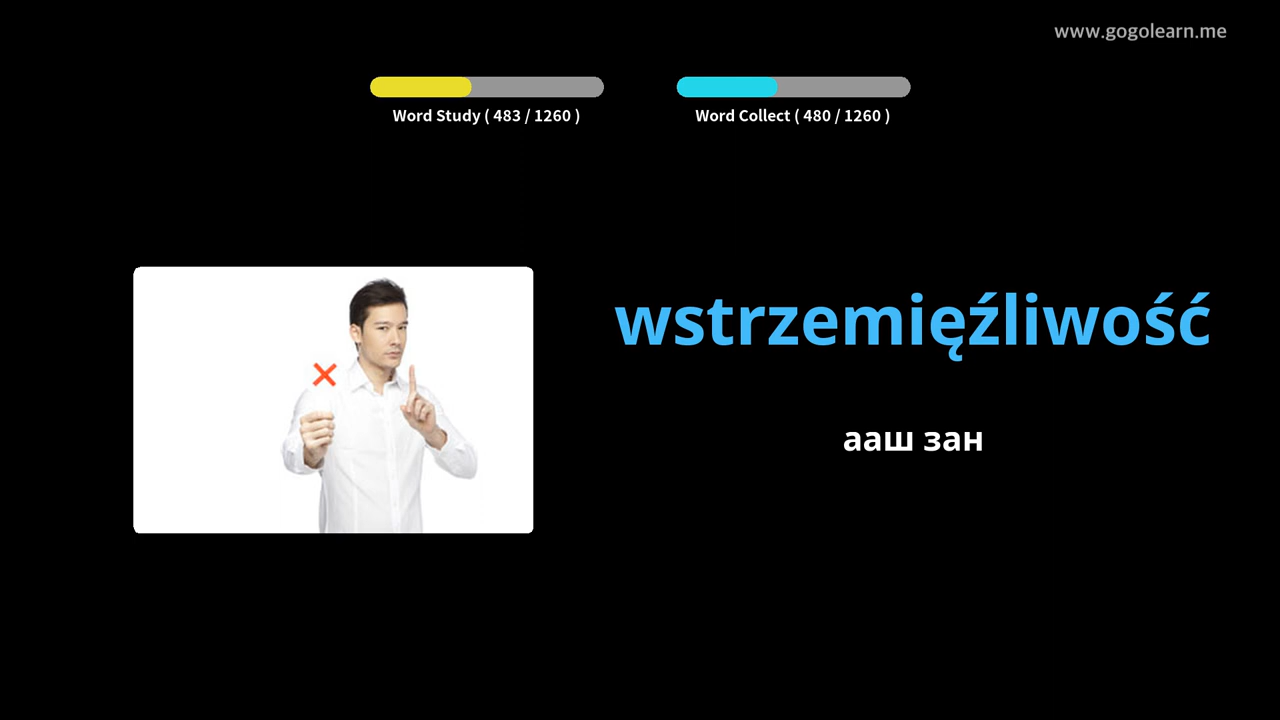 www.gogolearn.me
Word Study ( 483 / 1260 )
Word Collect ( 480 / 1260 )
wstrzemięźliwość
ааш зан